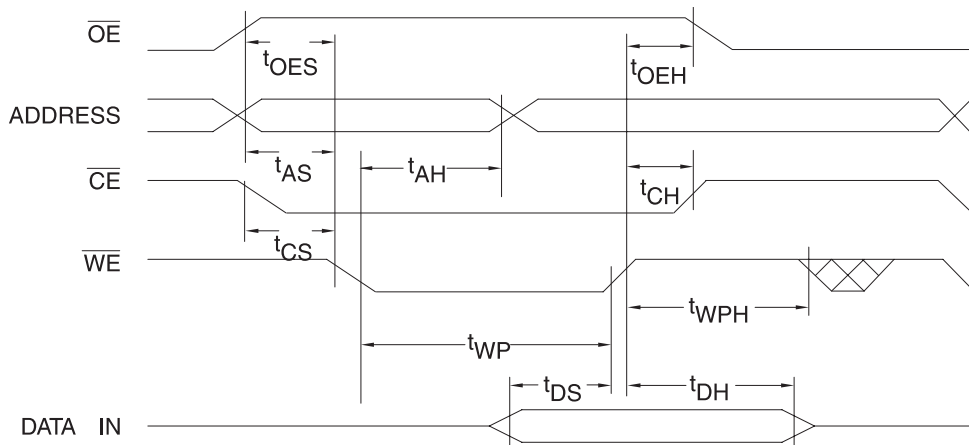 OE
tOES
tOEH
ADDRESS
tAS
tAH
CE
tCH
tCS
WE
tWPH
tWP
tDS
tDH
DATA IN